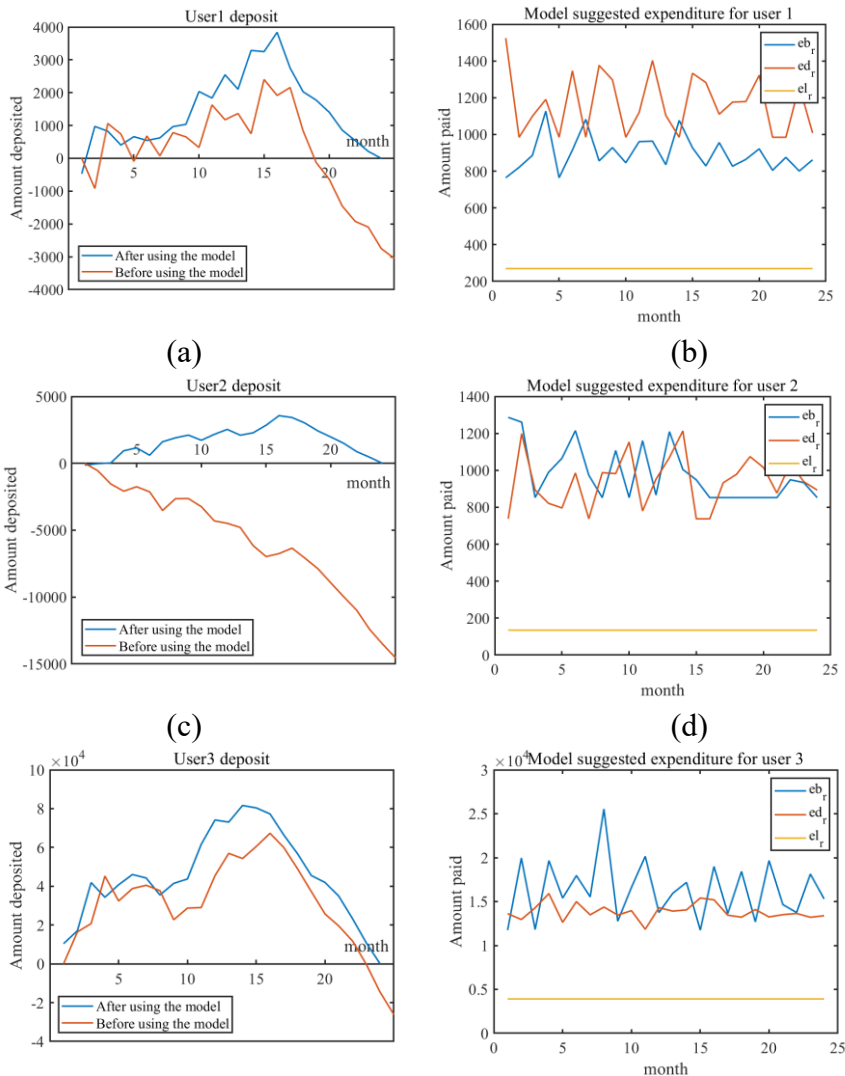 User1 deposit
4000
3000
2000
1000
0
-1000
-2000
-3000
-4000
Amount deposited
5
10
15
20
month
After using the model
Before using the model
(a)
Model suggested expenditure for user 1
1600
1400
1200
1000
800
600
400
200
Amount paid
0
5
10
15
20
25
month
eb_r
ed_r
el_r
(b)
User2 deposit
5000
0
-5000
-10000
-15000
Amount deposited
5
10
15
20
month
After using the model
Before using the model
(c)
Model suggested expenditure for user 2
1400
1200
1000
800
600
400
200
0
Amount paid
0
5
10
15
20
25
month
eb_r
ed_r
el_r
(d)
×10⁴
User3 deposit
10
8
6
4
2
0
-2
-4
Amount deposited
5
10
15
20
month
After using the model
Before using the model
×10⁴
Model suggested expenditure for user 3
3
2.5
2
1.5
1
0.5
0
Amount paid
0
5
10
15
20
25
month
eb_r
ed_r
el_r